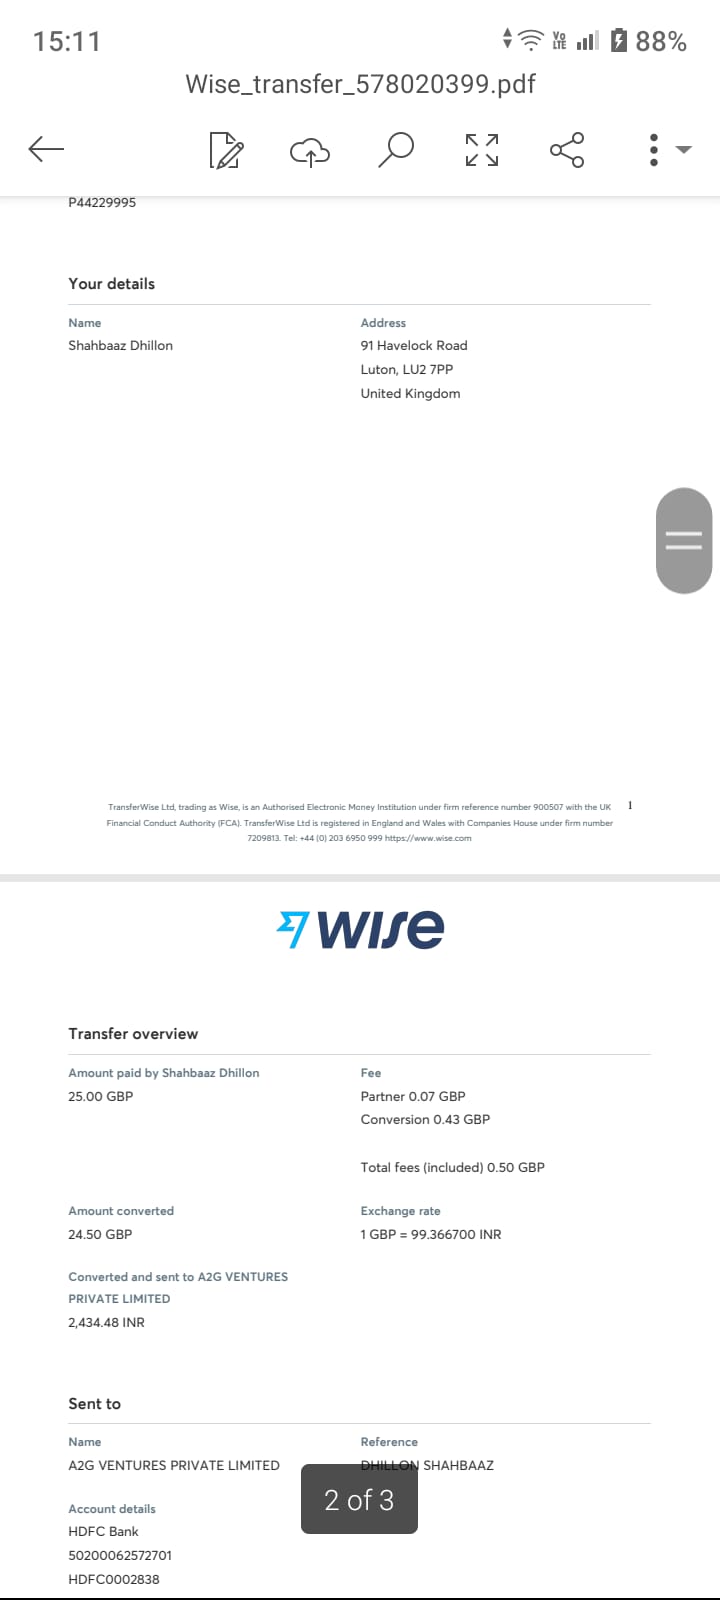 15:11
VO LTE 88%
Wise_transfer_578020399.pdf
P44229995
Your details
Name
Address
Shahbaaz Dhillon
91 Havelock Road
Luton, LU2 7PP
United Kingdom
TransferWise Ltd, trading as Wise, is an Authorised Electronic Money Institution under firm reference number 900507 with the UK
1
Financial Conduct Authority (FCA). TransferWise Ltd is registered in England and Wales with Companies House under firm number
7209813. Tel: +44 (0) 203 6950 999 https://www.wise.com
WISE
Transfer overview
Amount paid by Shahbaaz Dhillon
Fee
25.00 GBP
Partner 0.07 GBP
Conversion 0.43 GBP
Total fees (included) 0.50 GBP
Amount converted
Exchange rate
24.50 GBP
1 GBP = 99.366700 INR
Converted and sent to A2G VENTURES
PRIVATE LIMITED
2,434.48 INR
Sent to
Name
Reference
A2G VENTURES PRIVATE LIMITED
DHILLON SHAHBAAZ
2 of 3
Account details
HDFC Bank
50200062572701
HDFC0002838